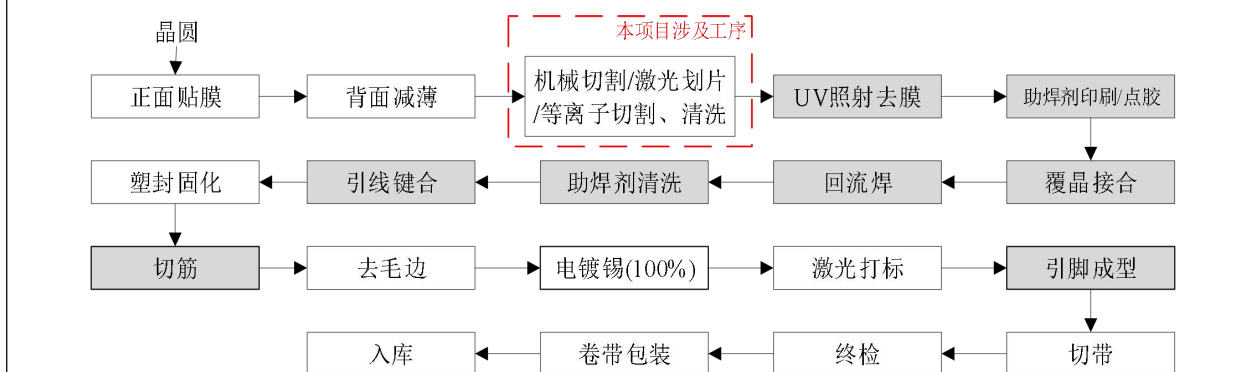 晶圆
本项目涉及工序
正面贴膜
背面减薄
机械切割/激光划片
/等离子切割、清洗
UV照射去膜
助焊剂印刷/点胶
塑封固化
引线键合
助焊剂清洗
回流焊
覆晶接合
切筋
去毛边
电镀锡(100%)
激光打标
引脚成型
入库
卷带包装
终检
切带